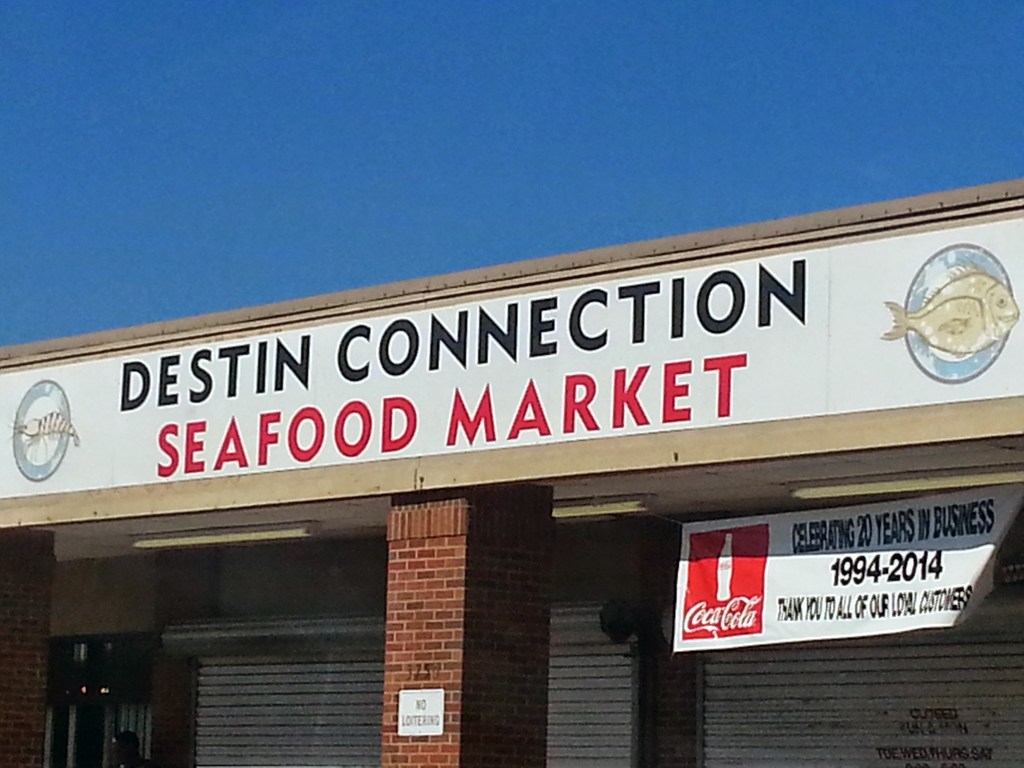 DESTIN CONNECTION
SEAFOOD MARKET
CELEBRATING 20 YEARS IN BUSINESS
1994-2014
THANK YOU TO ALL OF OUR LOYAL CUSTOMERS
Coca-Cola
NO
LOITERING
CLOSED
TUE,WED,THURS,SAT